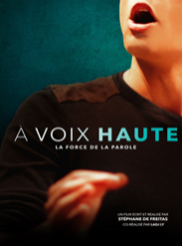 A VOIX HAUTE
LA FORCE DE LA PAROLE
UN FILM ÉCRIT ET RÉALISÉ PAR
STÉPHANE DE FREITAS
CO-RÉALISÉ PAR LADJ LY